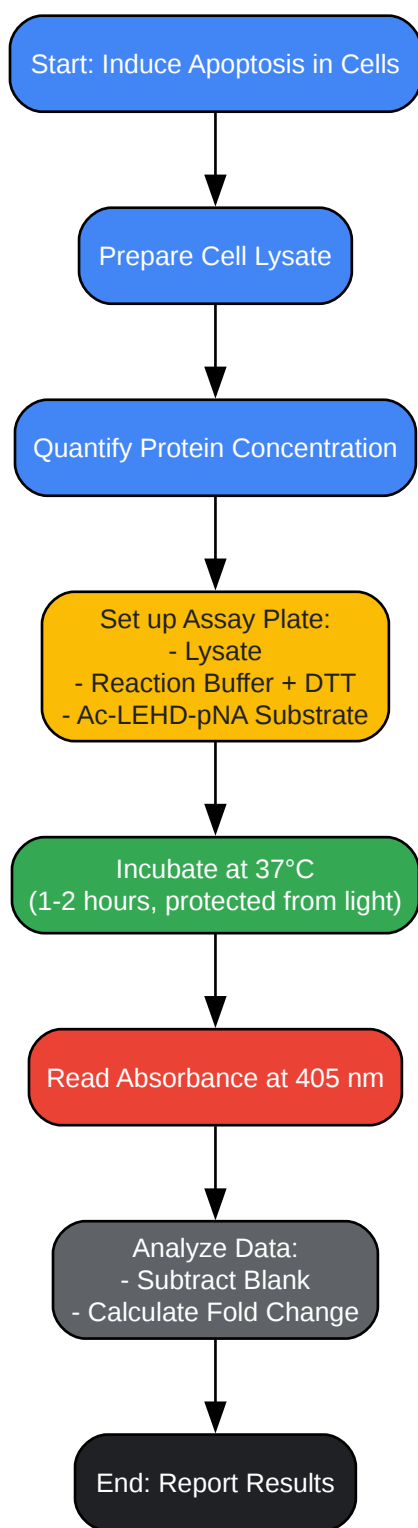 Start: Induce Apoptosis in Cells
Prepare Cell Lysate
Quantify Protein Concentration
Set up Assay Plate:
- Lysate
- Reaction Buffer + DTT
- Ac-LEHD-pNA Substrate
Incubate at 37°C
(1-2 hours, protected from light)
Read Absorbance at 405 nm
Analyze Data:
- Subtract Blank
- Calculate Fold Change
End: Report Results